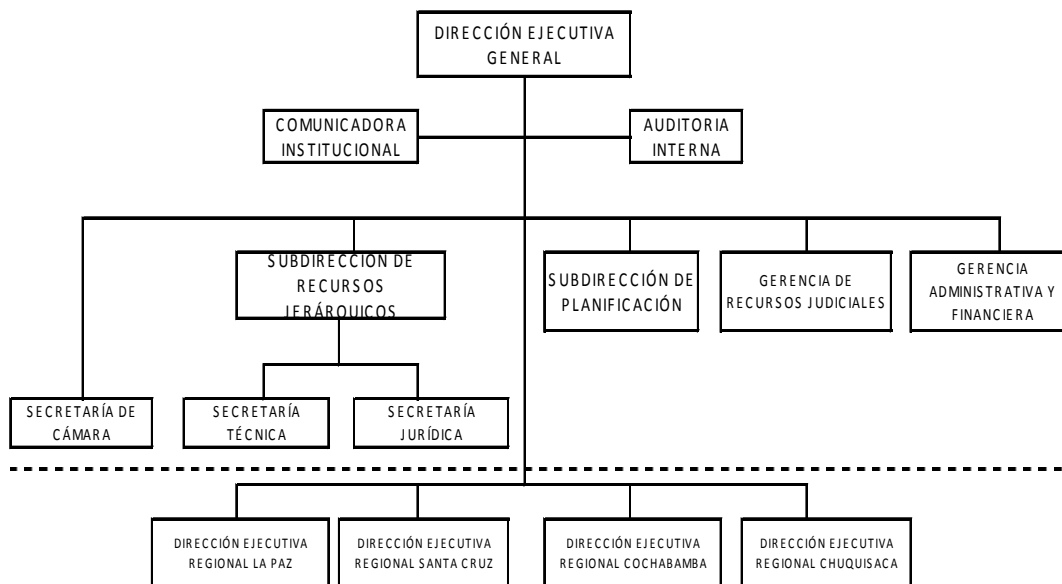 DIRECCIÓN EJECUTIVA
GENERAL
COMUNICADORA
INSTITUCIONAL
AUDITORIA
INTERNA
SUBDIRECCIÓN DE
RECURSOS
JERÁRQUICOS
SUBDIRECCIÓN DE
PLANIFICACIÓN
GERENCIA DE
RECURSOS JUDICIALES
GERENCIA
ADMINISTRATIVA Y
FINANCIERA
SECRETARÍA DE
CÁMARA
SECRETARÍA
TÉCNICA
SECRETARÍA
JURÍDICA
DIRECCIÓN EJECUTIVA
REGIONAL LA PAZ
DIRECCIÓN EJECUTIVA
REGIONAL SANTA CRUZ
DIRECCIÓN EJECUTIVA
REGIONAL COCHABAMBA
DIRECCIÓN EJECUTIVA
REGIONAL CHUQUISACA